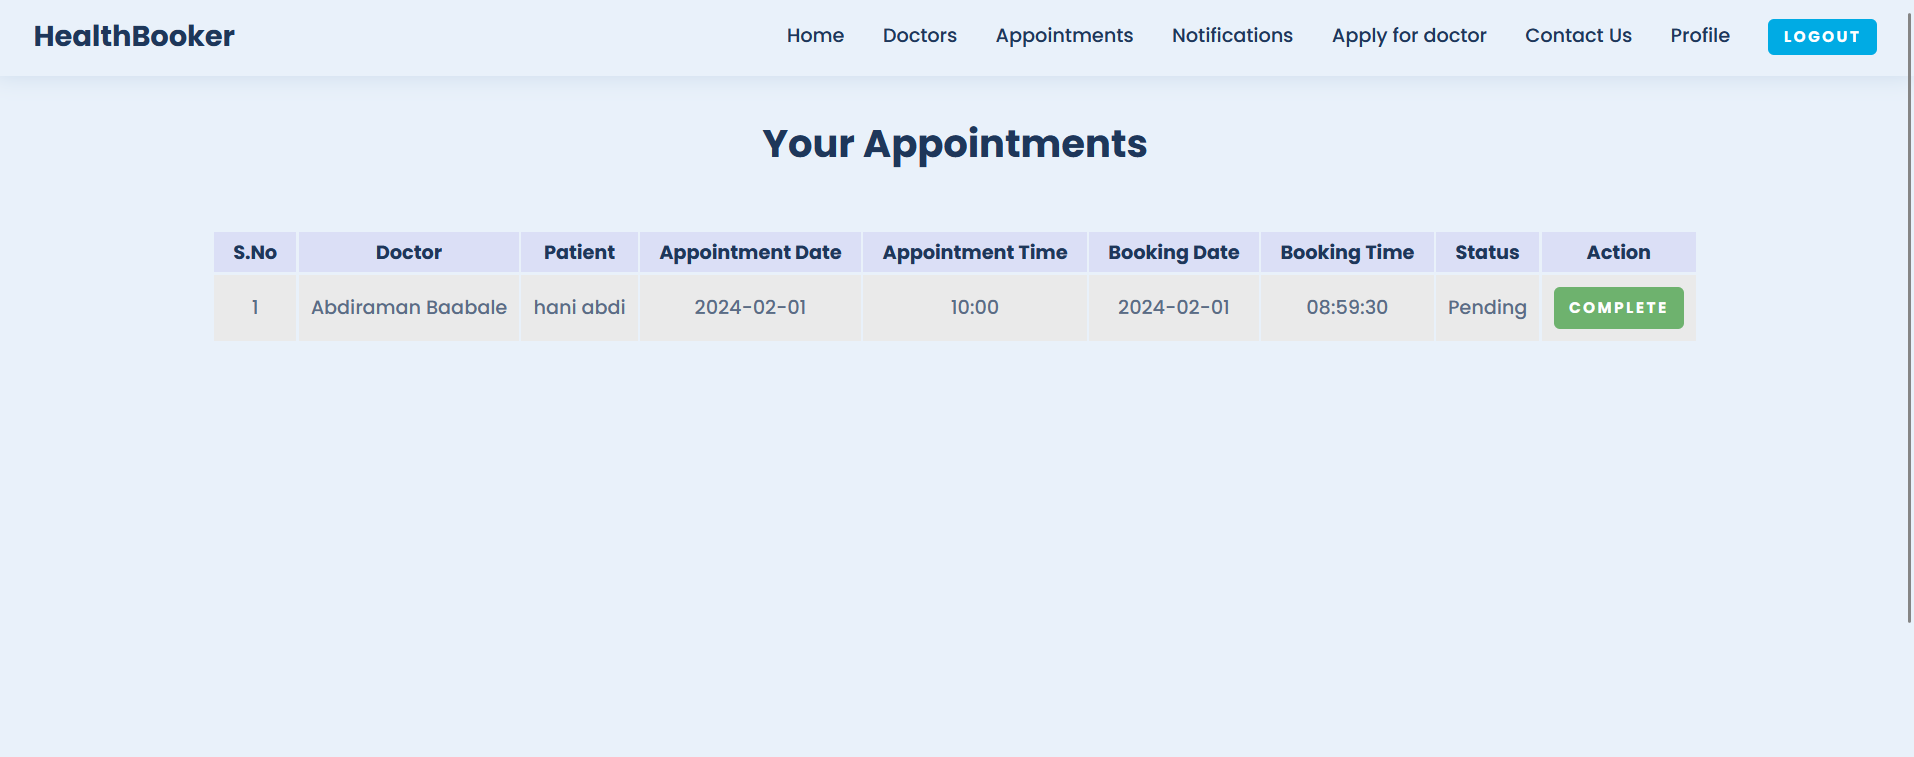 HealthBooker Home Doctors Appointments Notifications Apply for doctor Contact Us Profile LOGOUT
Your Appointments
S.No Doctor Patient Appointment Date Appointment Time Booking Date Booking Time Status Action
1 Abdiraman Baabale hani abdi 2024-02-01 10:00 2024-02-01 08:59:30 Pending COMPLETE